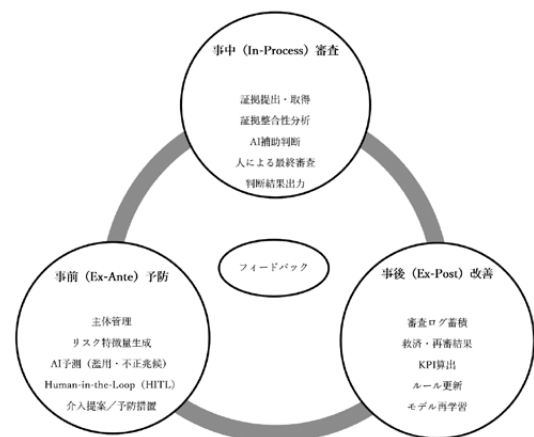 事中（In-Process）審査
証拠提出・取得
証拠整合性分析
AI補助判断
人による最終審査
判断結果出力
フィードバック
事前（Ex-Ante）予防
主体管理
リスク特徴量生成
AI予測（濫用・不正兆候）
Human-in-the-Loop（HITL）
介入提案／予防措置
事後（Ex-Post）改善
審査ログ蓄積
救済・再審結果
KPI算出
ルール更新
モデル再学習